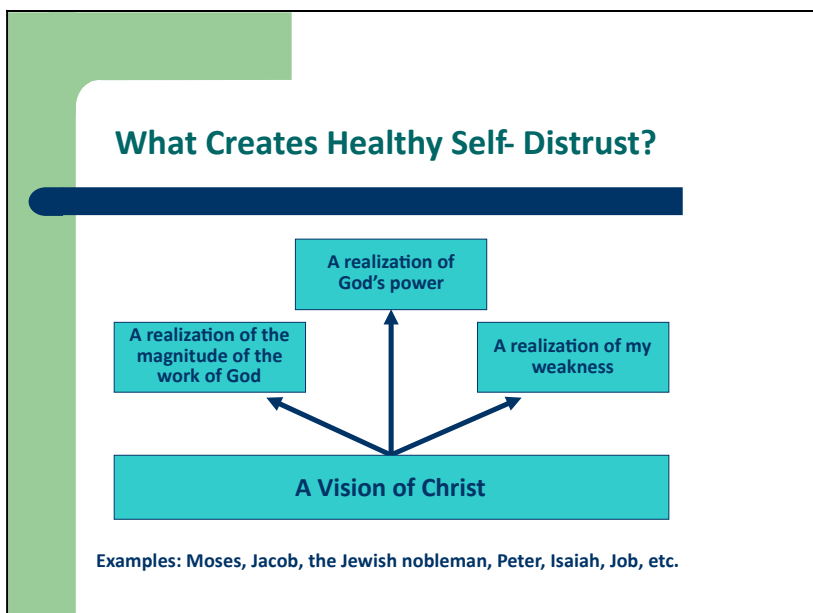 What Creates Healthy Self- Distrust?
A realization of
God’s power
A realization of the
magnitude of the
work of God
A realization of my
weakness
A Vision of Christ
Examples: Moses, Jacob, the Jewish nobleman, Peter, Isaiah, Job, etc.